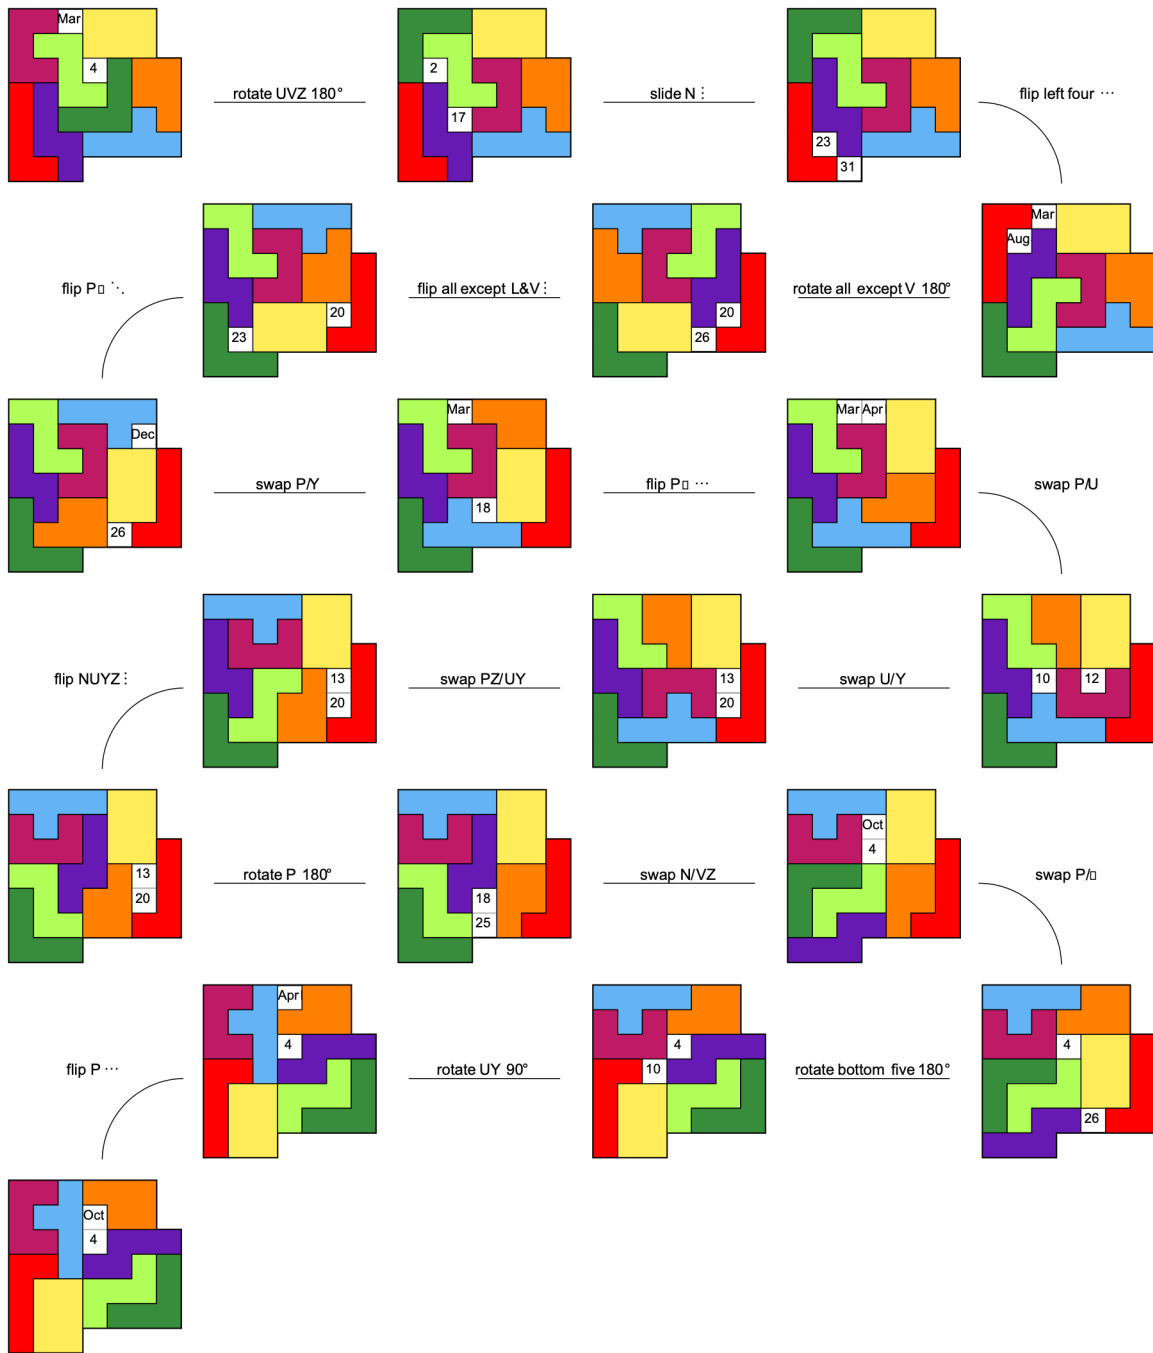 Mar
4
rotate UVZ 180°
2
17
slide N ⋮
23
31
flip left four ⋯
flip P▯ ⋱
23
20
flip all except L&V ⋮
20
26
rotate all except V 180°
Mar
Aug
Dec
26
swap P/Y
Mar
18
flip P▯ ⋯
Mar Apr
swap P/U
flip NUYZ ⋮
13
20
swap PZ/UY
13
20
swap U/Y
10 12
13
20
rotate P 180°
18
25
swap N/VZ
Oct
4
swap P/▯
flip P ⋯
Apr
4
rotate UY 90°
4
10
rotate bottom five 180°
4
26
Oct
4